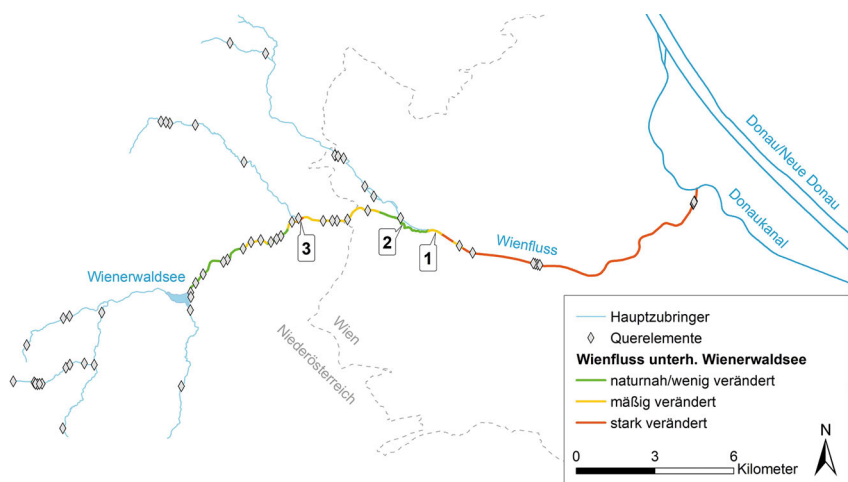 Donau/Neue Donau
Donaukanal
Wienfluss
2
1
3
Wienerwaldsee
Wien
Niederösterreich
Hauptzubringer
Querelemente
Wienfluss unterh. Wienerwaldsee
naturnah/wenig verändert
mäßig verändert
stark verändert
N
0 3 6
Kilometer